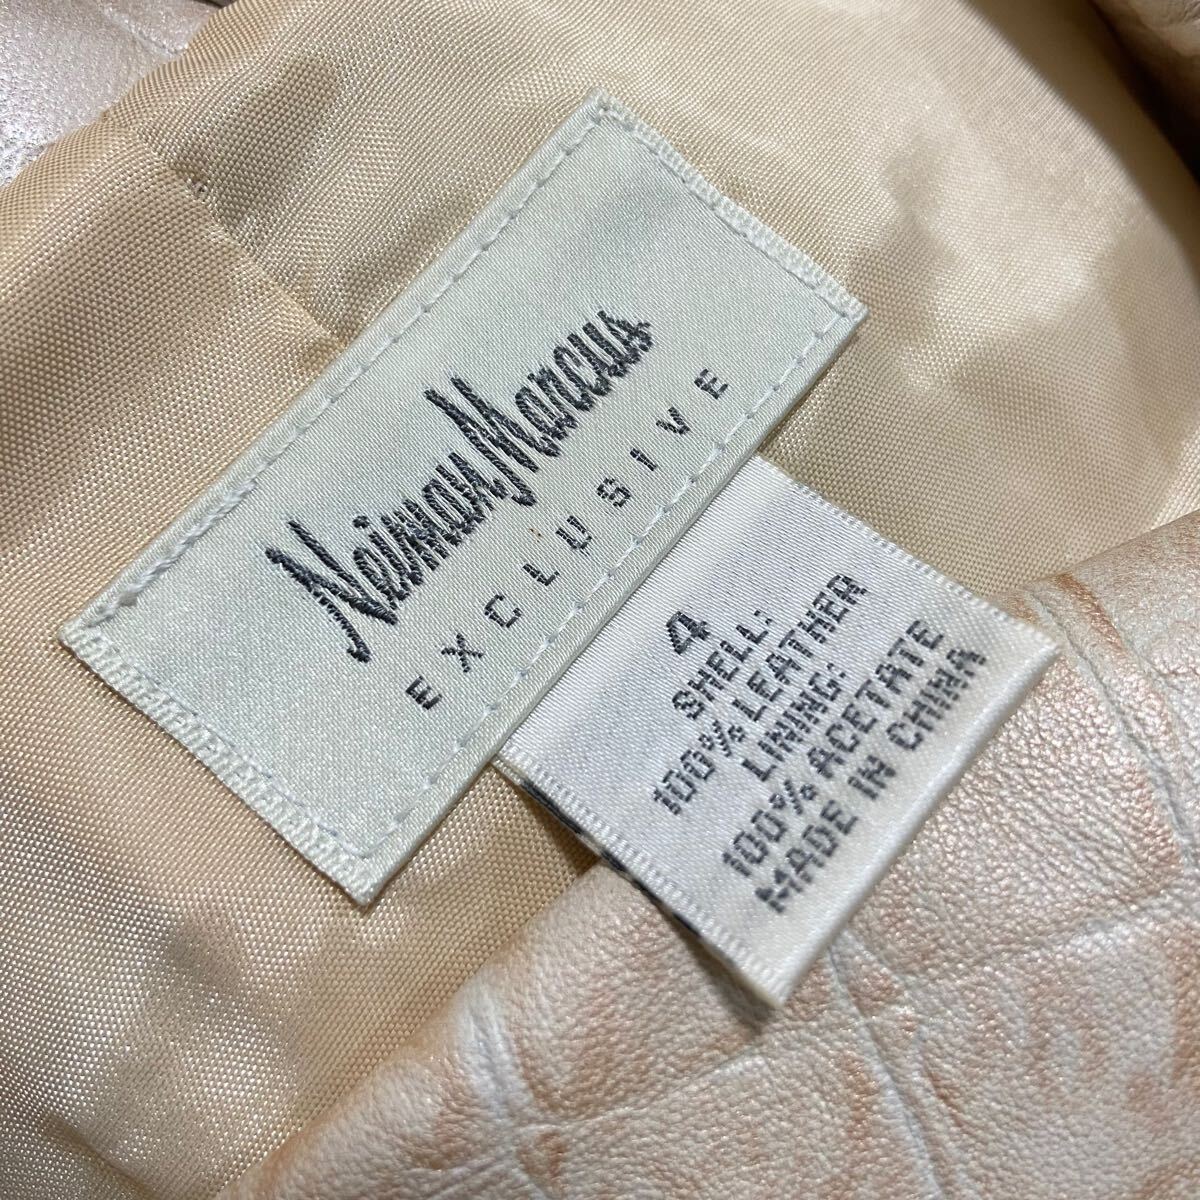 Neiman Marcus
EXCLUSIVE
4
SHELL:
100% LEATHER
LINING:
100% ACETATE
MADE IN CHINA